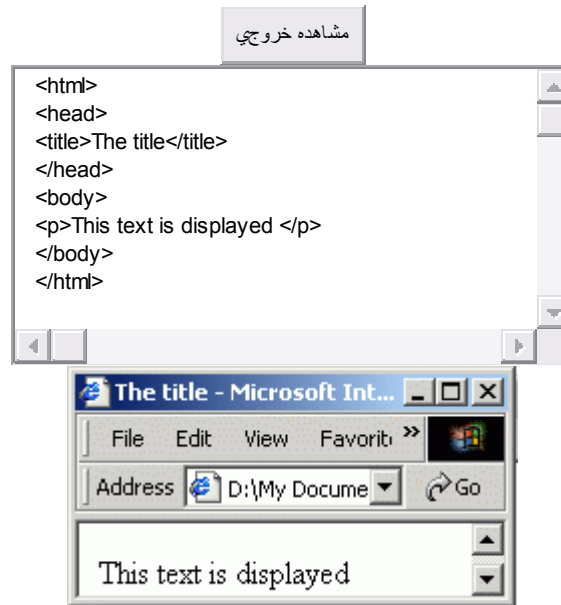 مشاهده خروجي
<html>
<head>
<title>The title</title>
</head>
<body>
<p>This text is displayed </p>
</body>
</html>
The title - Microsoft Int...
File Edit View Favorit »
Address D:\My Docume Go
This text is displayed